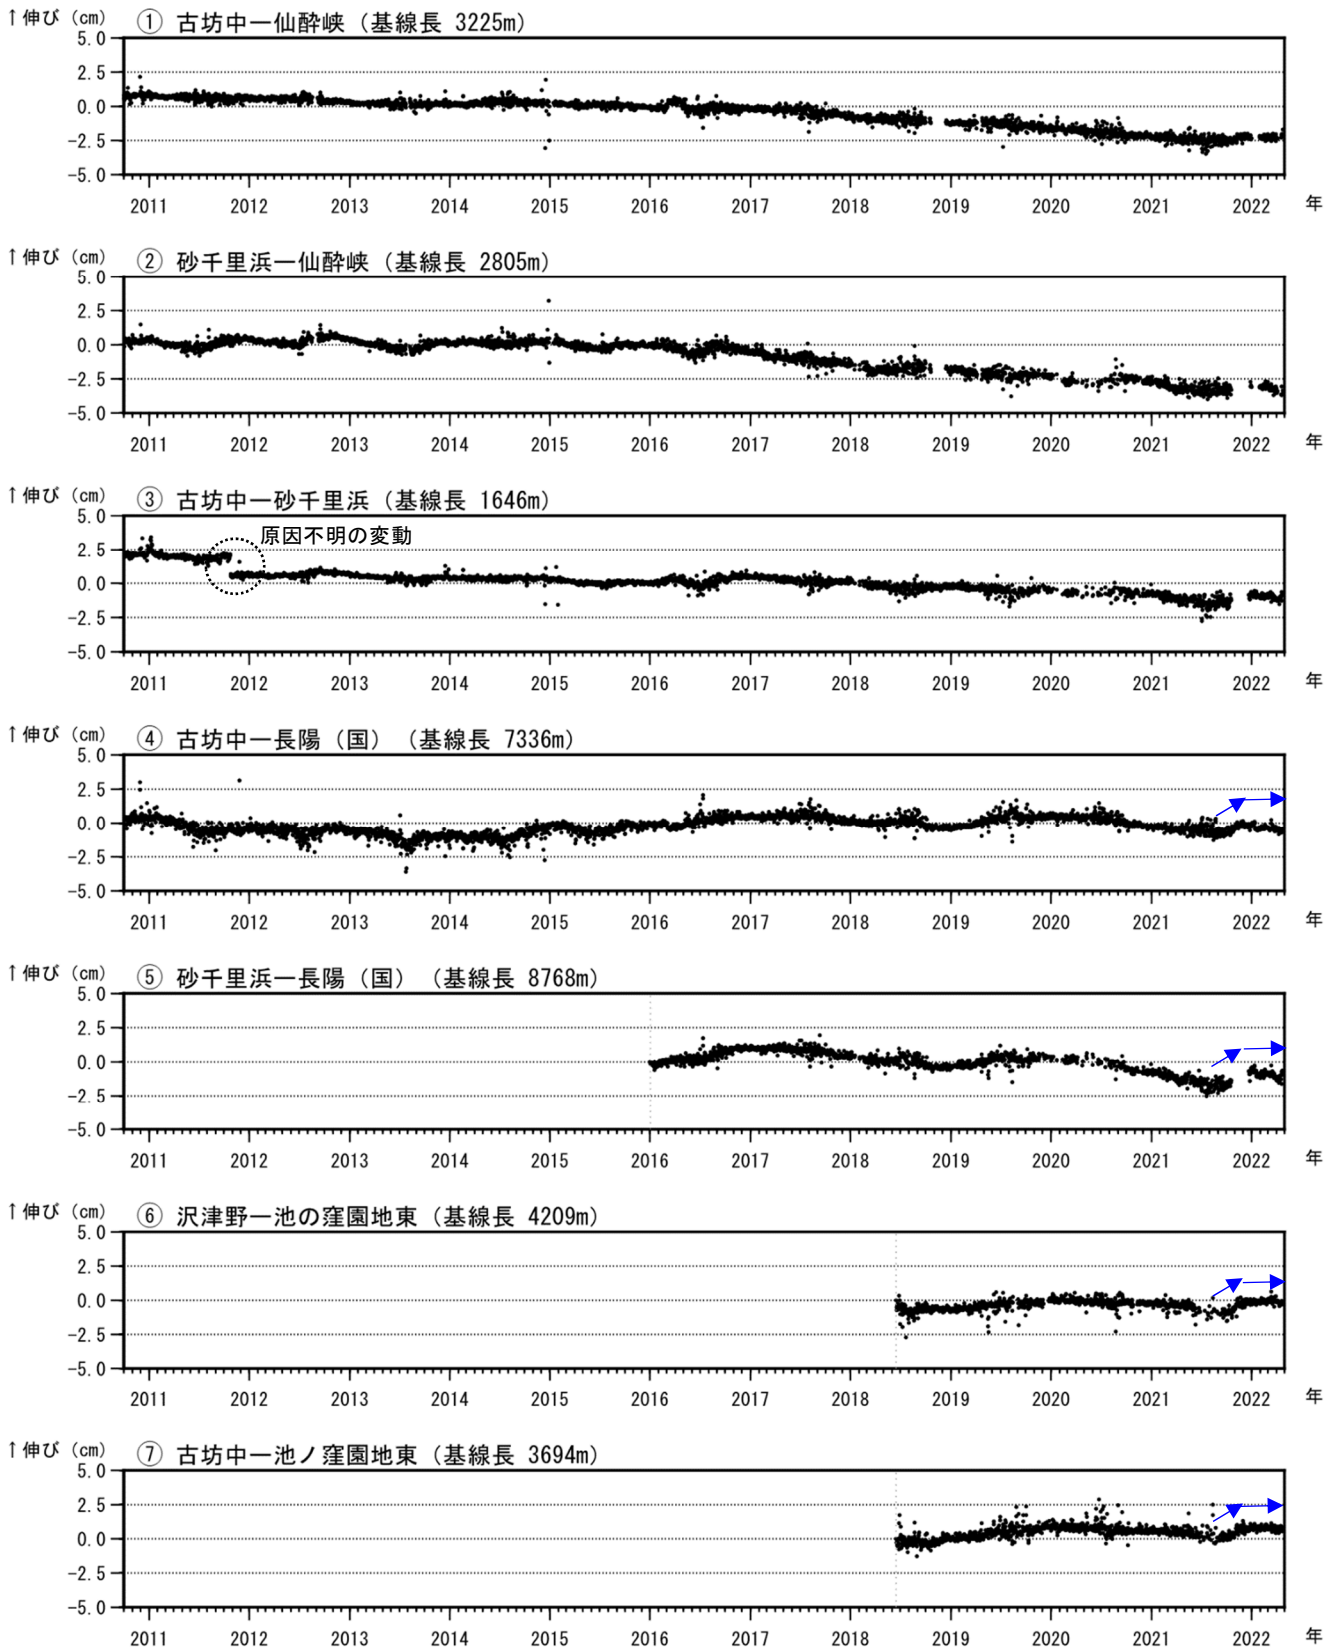 ↑伸び (cm) ① 古坊中ー仙酔峡 (基線長 3225m)
5.0
2.5
0.0
-2.5
-5.0
2011 2012 2013 2014 2015 2016 2017 2018 2019 2020 2021 2022 年
↑伸び (cm) ② 砂千里浜ー仙酔峡 (基線長 2805m)
5.0
2.5
0.0
-2.5
-5.0
2011 2012 2013 2014 2015 2016 2017 2018 2019 2020 2021 2022 年
↑伸び (cm) ③ 古坊中ー砂千里浜 (基線長 1646m)
5.0
原因不明の変動
2.5
0.0
-2.5
-5.0
2011 2012 2013 2014 2015 2016 2017 2018 2019 2020 2021 2022 年
↑伸び (cm) ④ 古坊中ー長陽（国）(基線長 7336m)
5.0
2.5
0.0
-2.5
-5.0
2011 2012 2013 2014 2015 2016 2017 2018 2019 2020 2021 2022 年
↑伸び (cm) ⑤ 砂千里浜ー長陽（国）(基線長 8768m)
5.0
2.5
0.0
-2.5
-5.0
2011 2012 2013 2014 2015 2016 2017 2018 2019 2020 2021 2022 年
↑伸び (cm) ⑥ 沢津野ー池の窪園地東 (基線長 4209m)
5.0
2.5
0.0
-2.5
-5.0
2011 2012 2013 2014 2015 2016 2017 2018 2019 2020 2021 2022 年
↑伸び (cm) ⑦ 古坊中ー池ノ窪園地東 (基線長 3694m)
5.0
2.5
0.0
-2.5
-5.0
2011 2012 2013 2014 2015 2016 2017 2018 2019 2020 2021 2022 年